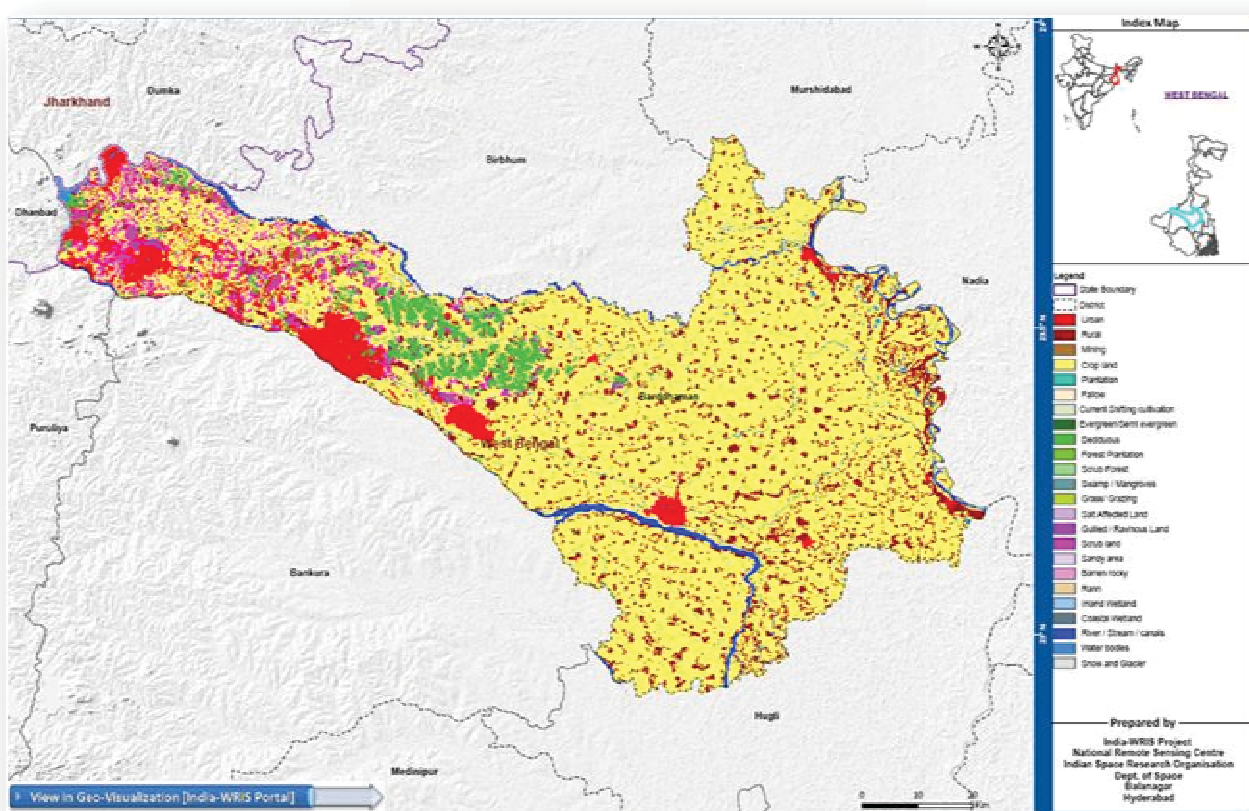 Index Map
WEST BENGAL
Jharkhand
Dumka
Murshidabad
Birbhum
Dhanbad
Nadia
Barddhaman
Puruliya
West Bengal
Bankura
Hugli
Medinipur
23.5° N
23° N
Legend
State Boundary
District
Urban
Rural
Mining
Crop land
Plantation
Fallow
Current Shifting cultivation
Evergreen/Semi evergreen
Deciduous
Forest Plantation
Scrub Forest
Swamp / Mangroves
Grass/ Grazing
Salt Affected Land
Gullied / Ravinous Land
Scrub land
Sandy area
Barren rocky
Rann
Inland Wetland
Coastal Wetland
River / Stream / canals
Water bodies
Snow and Glacier
Prepared by
India-WRIS Project
National Remote Sensing Centre
Indian Space Research Organisation
Dept. of Space
Balanagar
Hyderabad
0 10 20
Km
View in Geo-Visualization [India-WRIS Portal]